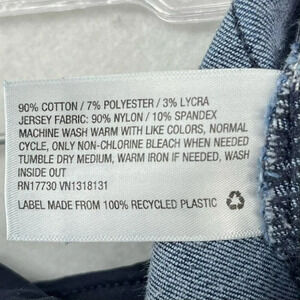 90% COTTON / 7% POLYESTER / 3% LYCRA
JERSEY FABRIC: 90% NYLON / 10% SPANDEX
MACHINE WASH WARM WITH LIKE COLORS, NORMAL
CYCLE, ONLY NON-CHLORINE BLEACH WHEN NEEDED
TUMBLE DRY MEDIUM, WARM IRON IF NEEDED, WASH
INSIDE OUT
RN17730 VN1318131
LABEL MADE FROM 100% RECYCLED PLASTIC